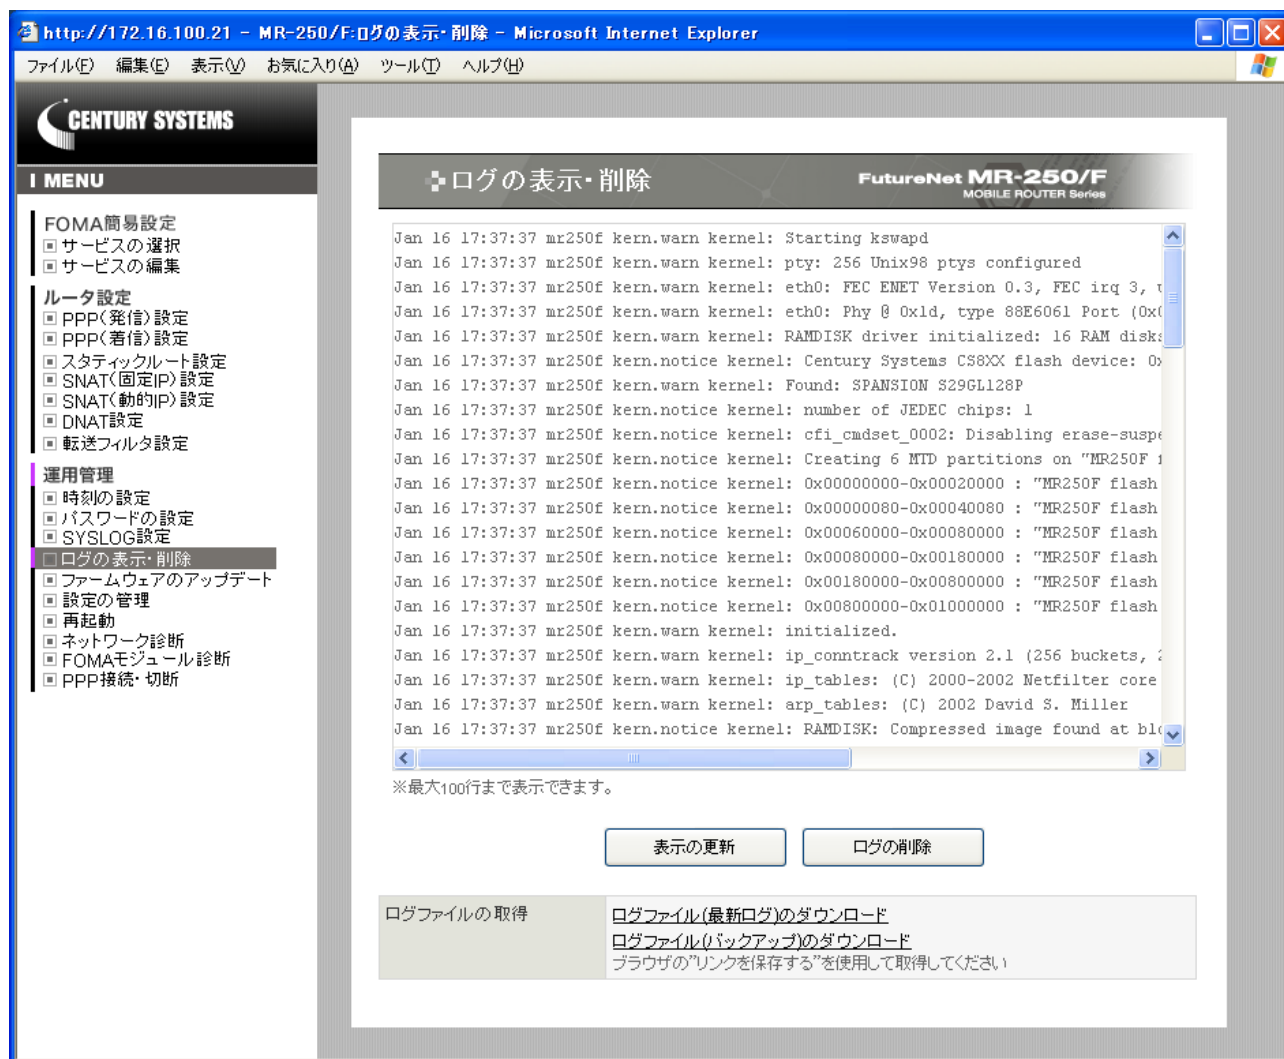 http://172.16.100.21 - MR-250/F:ログの表示・削除 - Microsoft Internet Explorer
ファイル(F) 編集(E) 表示(V) お気に入り(A) ツール(T) ヘルプ(H)
CENTURY SYSTEMS
MENU
FOMA簡易設定
サービスの選択
サービスの編集
ルータ設定
PPP(発信)設定
PPP(着信)設定
スタティックルート設定
SNAT(固定IP)設定
SNAT(動的IP)設定
DNAT設定
転送フィルタ設定
運用管理
時刻の設定
パスワードの設定
SYSLOG設定
ログの表示・削除
ファームウェアのアップデート
設定の管理
再起動
ネットワーク診断
FOMAモジュール診断
PPP接続・切断
ログの表示・削除
FutureNet MR-250/F
MOBILE ROUTER Series
Jan 16 17:37:37 mr250f kern.warn kernel: Starting kswapd
Jan 16 17:37:37 mr250f kern.warn kernel: pty: 256 Unix98 ptys configured
Jan 16 17:37:37 mr250f kern.warn kernel: eth0: FEC ENET Version 0.3, FEC irq 3,
Jan 16 17:37:37 mr250f kern.warn kernel: eth0: Phy @ 0x1d, type 88E6061 Port
Jan 16 17:37:37 mr250f kern.warn kernel: RAMDISK driver initialized: 16 RAM
Jan 16 17:37:37 mr250f kern.notice kernel: Century Systems CS8XX flash device:
Jan 16 17:37:37 mr250f kern.warn kernel: Found: SPANSION S29GL128P
Jan 16 17:37:37 mr250f kern.notice kernel: number of JEDEC chips: 1
Jan 16 17:37:37 mr250f kern.notice kernel: cfi_cmdset_0002: Disabling erase-suspe
Jan 16 17:37:37 mr250f kern.notice kernel: Creating 6 MTD partitions on "MR250F
Jan 16 17:37:37 mr250f kern.notice kernel: 0x00000000-0x00020000 : "MR250F flash
Jan 16 17:37:37 mr250f kern.notice kernel: 0x00000080-0x00040080 : "MR250F flash
Jan 16 17:37:37 mr250f kern.notice kernel: 0x00060000-0x00080000 : "MR250F flash
Jan 16 17:37:37 mr250f kern.notice kernel: 0x00080000-0x00180000 : "MR250F flash
Jan 16 17:37:37 mr250f kern.notice kernel: 0x00180000-0x00800000 : "MR250F flash
Jan 16 17:37:37 mr250f kern.notice kernel: 0x00800000-0x01000000 : "MR250F flash
Jan 16 17:37:37 mr250f kern.warn kernel: initialized.
Jan 16 17:37:37 mr250f kern.warn kernel: ip_conntrack version 2.1 (256 buckets,
Jan 16 17:37:37 mr250f kern.warn kernel: ip_tables: (C) 2000-2002 Netfilter core
Jan 16 17:37:37 mr250f kern.warn kernel: arp_tables: (C) 2002 David S. Miller
Jan 16 17:37:37 mr250f kern.notice kernel: RAMDISK: Compressed image found at
※最大100行まで表示できます。
表示の更新 ログの削除
ログファイルの取得
ログファイル(最新ログ)のダウンロード
ログファイル(バックアップ)のダウンロード
ブラウザの"リンクを保存する"を使用して取得してください